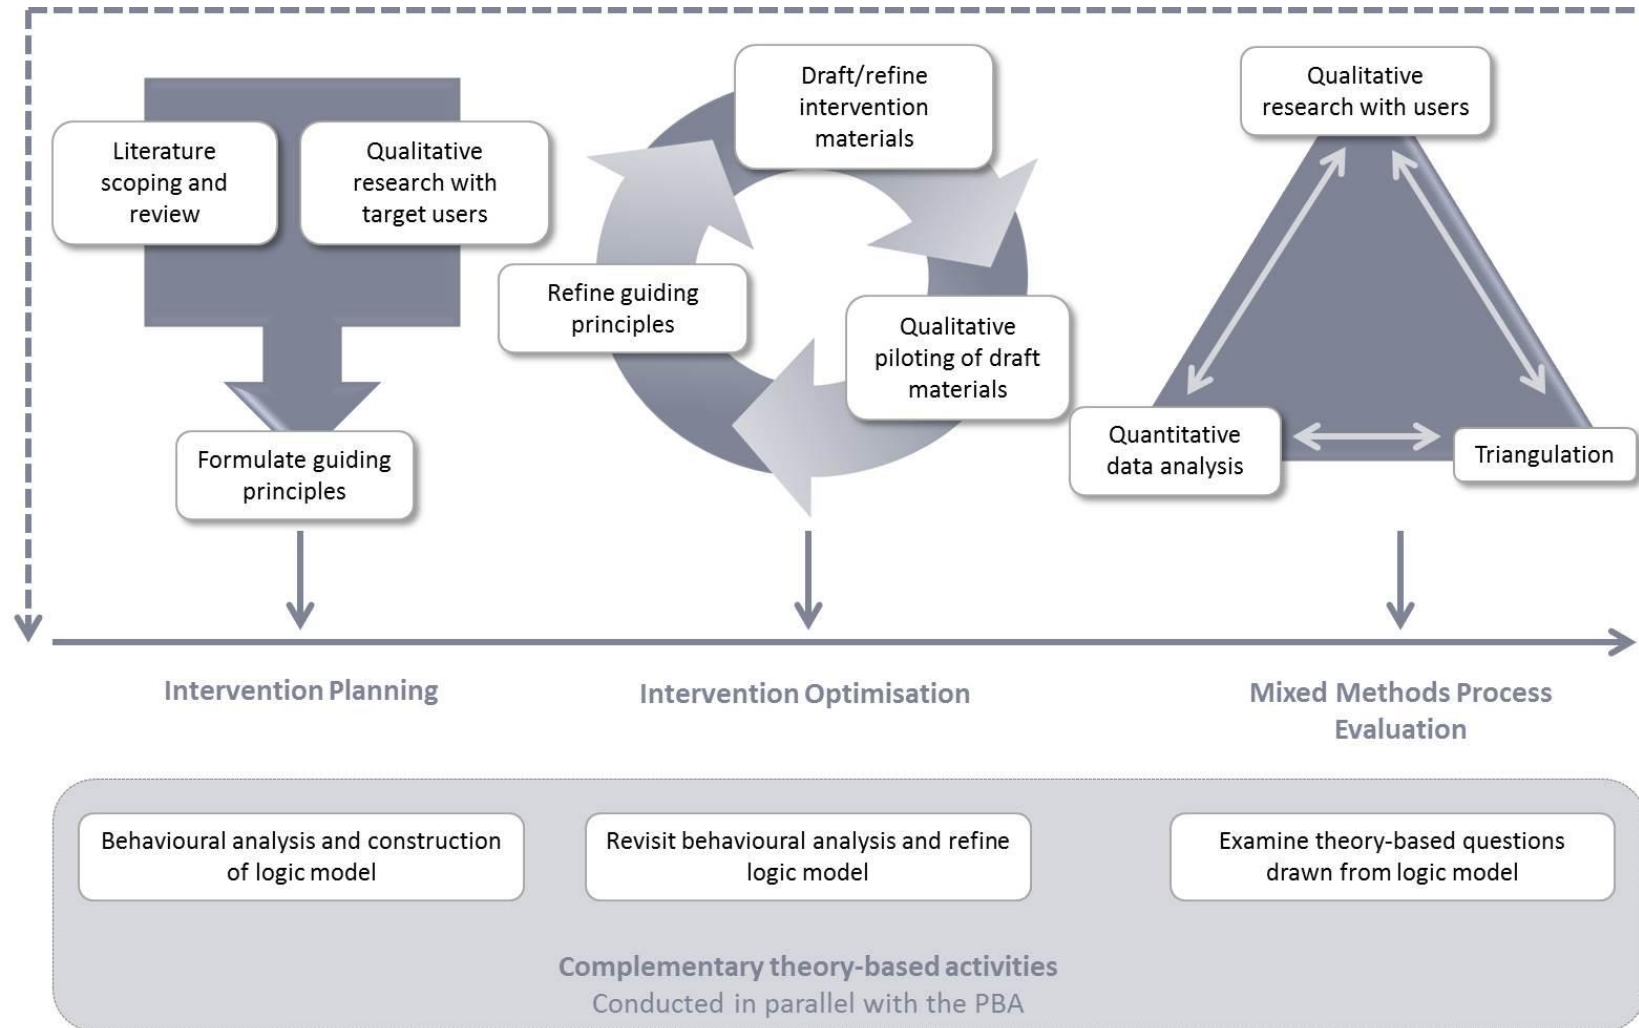 Literature
scoping and
review
Qualitative
research with
target users
Formulate guiding
principles
Draft/refine
intervention
materials
Refine guiding
principles
Qualitative
piloting of draft
materials
Qualitative
research with users
Quantitative
data analysis
Triangulation
Intervention Planning
Intervention Optimisation
Mixed Methods Process
Evaluation
Behavioural analysis and construction
of logic model
Revisit behavioural analysis and refine
logic model
Examine theory-based questions
drawn from logic model
Complementary theory-based activities
Conducted in parallel with the PBA